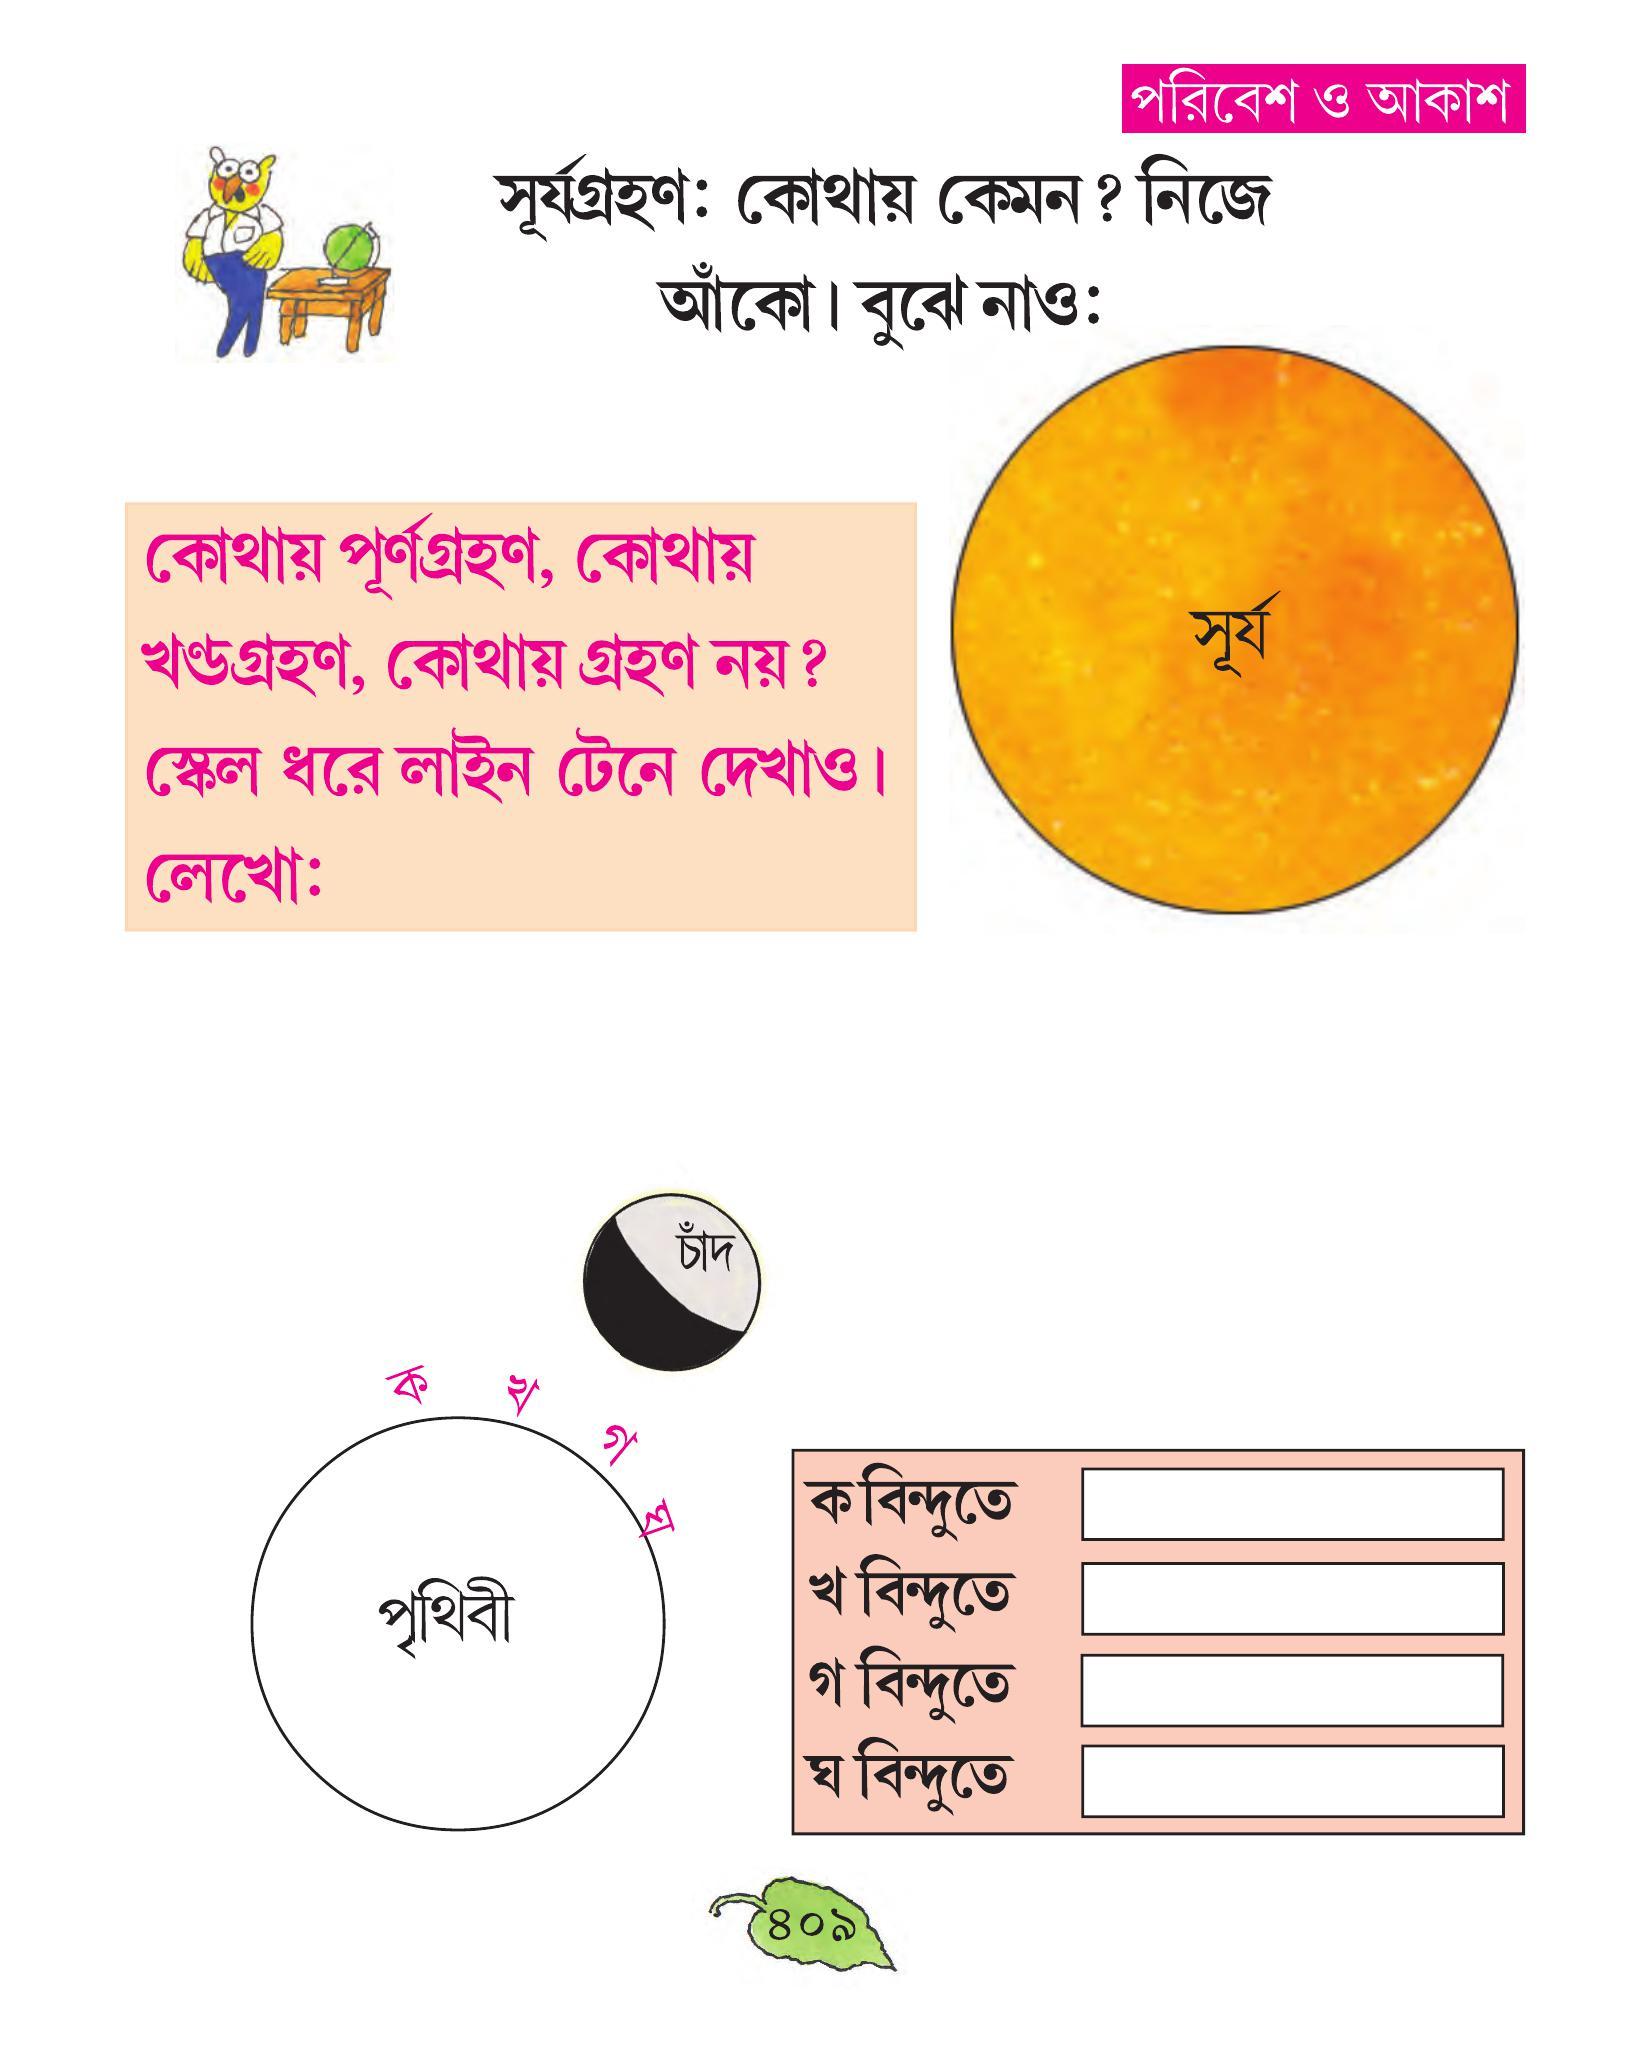 পরিবেশ ও আকাশ
সূর্যগ্রহণ: কোথায় কেমন? নিজে
আঁকো। বুঝে নাও:
কোথায় পূর্ণগ্রহণ, কোথায়
খণ্ডগ্রহণ, কোথায় গ্রহণ নয়?
স্কেল ধরে লাইন টেনে দেখাও।
লেখো:
সূর্য
চাঁদ
ক
খ
গ
ঘ
পৃথিবী
ক বিন্দুতে
খ বিন্দুতে
গ বিন্দুতে
ঘ বিন্দুতে
৪০৯